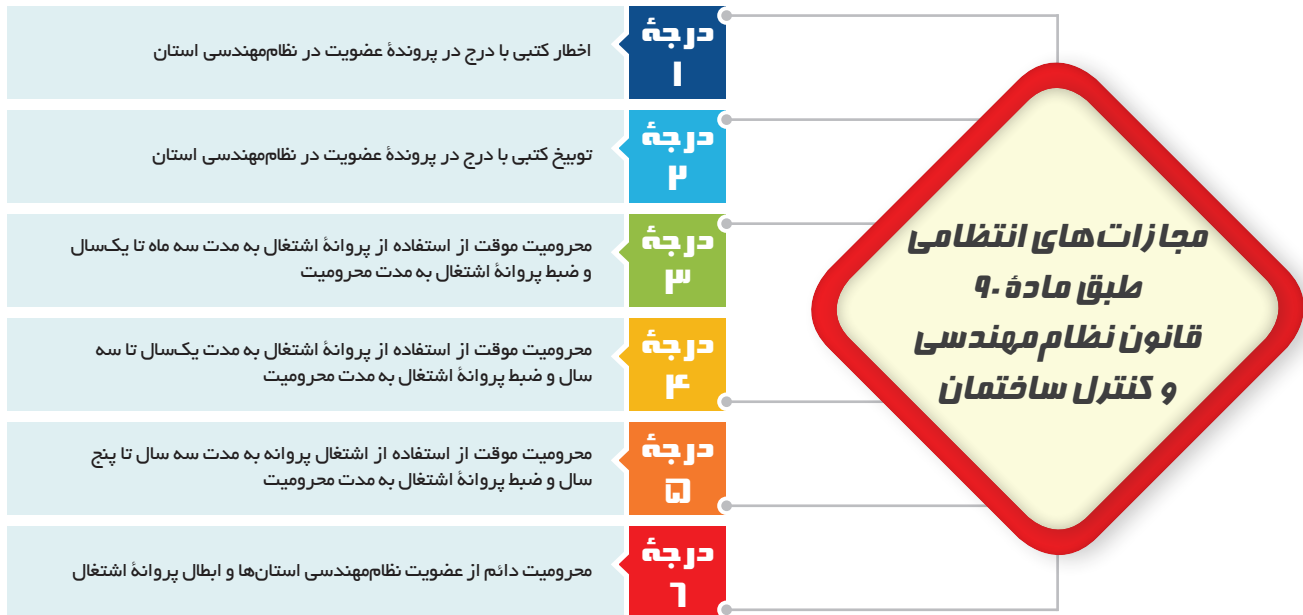 مجازات‌های انتظامی
طبق مادهٔ ۹۰
قانون نظام‌مهندسی
و کنترل ساختمان
درجهٔ
۱
اخطار کتبی با درج در پروندهٔ عضویت در نظام‌مهندسی استان
درجهٔ
۲
توبیخ کتبی با درج در پروندهٔ عضویت در نظام‌مهندسی استان
درجهٔ
۳
محرومیت موقت از استفاده از پروانهٔ اشتغال به مدت سه ماه تا یک‌سال
و ضبط پروانهٔ اشتغال به مدت محرومیت
درجهٔ
۴
محرومیت موقت از استفاده از پروانهٔ اشتغال به مدت یک‌سال تا سه
سال و ضبط پروانهٔ اشتغال به مدت محرومیت
درجهٔ
۵
محرومیت موقت از استفاده از اشتغال پروانه به مدت سه سال تا پنج
سال و ضبط پروانهٔ اشتغال به مدت محرومیت
درجهٔ
۶
محرومیت دائم از عضویت نظام‌مهندسی استان‌ها و ابطال پروانهٔ اشتغال